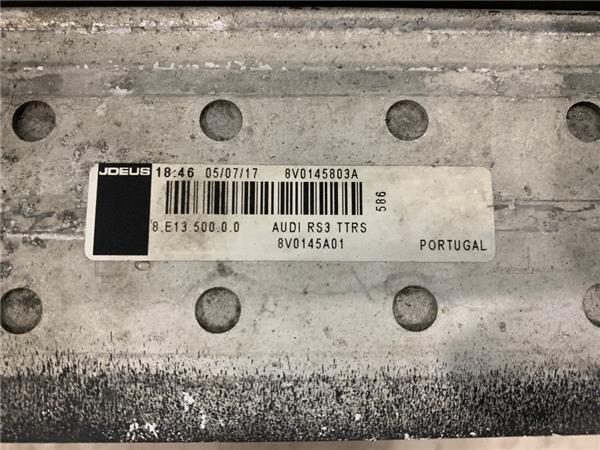 JDEUS 18:46 05/07/17 8V0145803A
586
8.E13.500.0.0 AUDI RS3 TTRS
8V0145A01 PORTUGAL